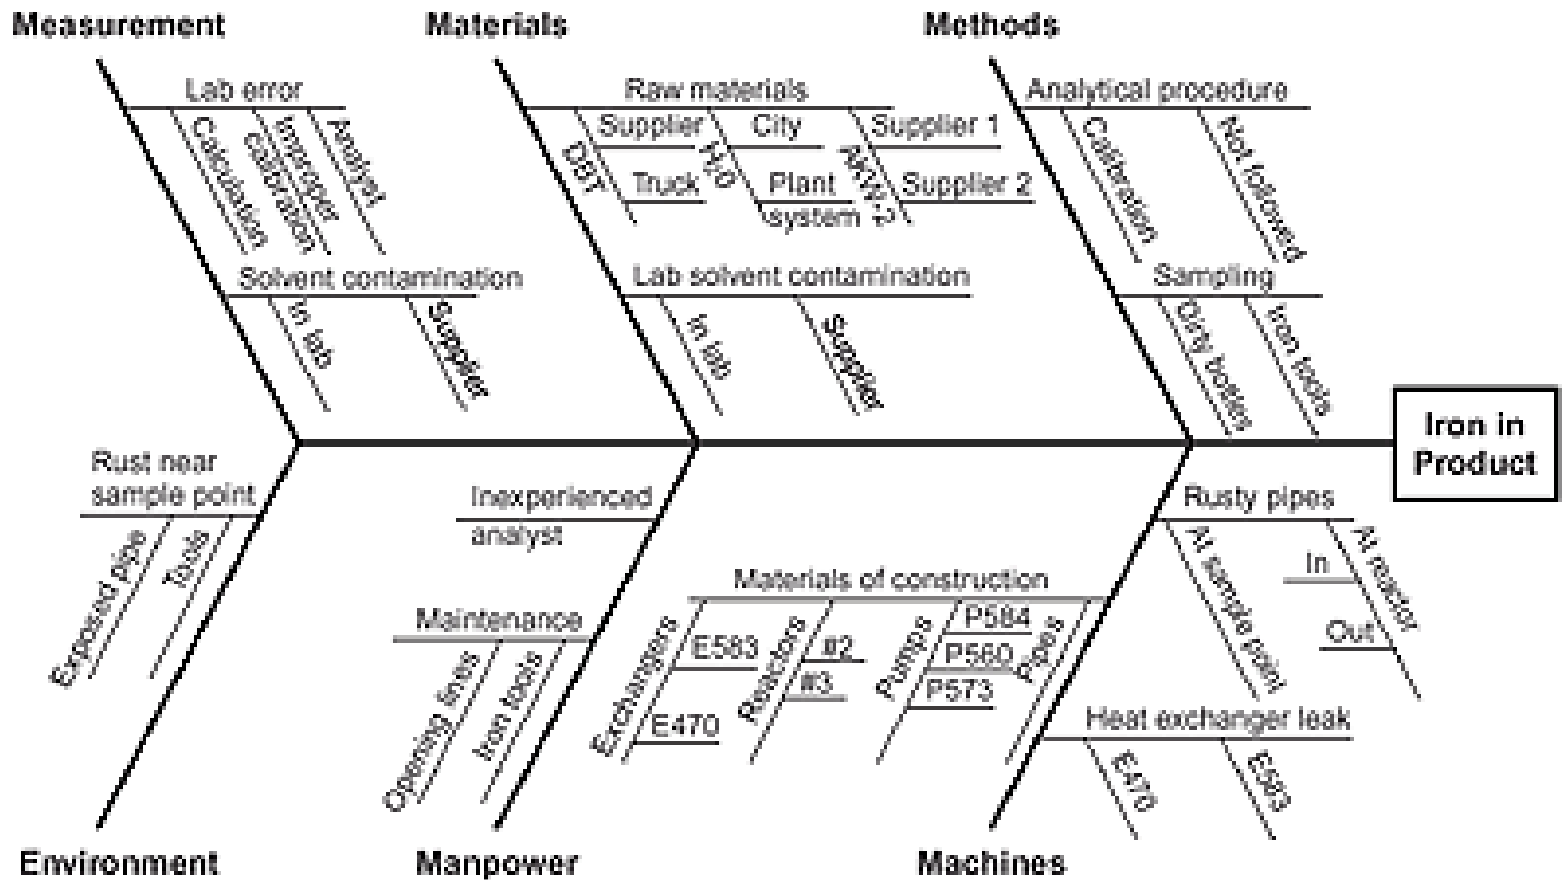 Measurement
Materials
Methods
Lab error
Calculation
Improper
calibration
Analyst
Solvent contamination
In lab
Supplier
Raw materials
DBT
Supplier
Truck
H₂O
City
Plant
system
AKW-2
Supplier 1
Supplier 2
Lab solvent contamination
In lab
Supplier
Analytical procedure
Calibration
Not followed
Sampling
Dirty bottles
Iron tools
Iron in
Product
Rust near
sample point
Exposed pipe
Tools
Inexperienced
analyst
Maintenance
Opening lines
Iron tools
Materials of construction
Exchangers
E583
E470
Reactors
#2
#3
Pumps
P584
P560
P573
Pipes
Rusty pipes
At sample point
At reactor
In
Out
Heat exchanger leak
E470
E583
Environment
Manpower
Machines